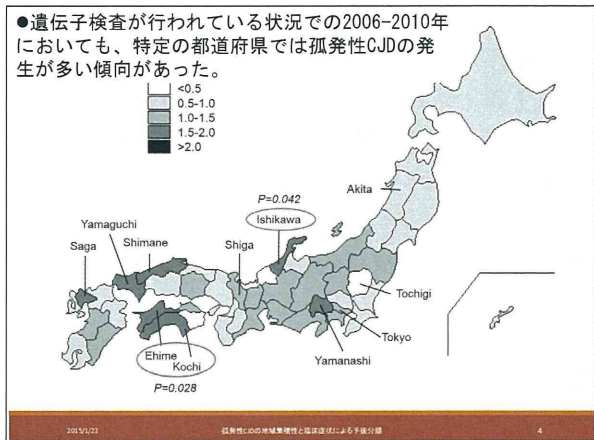 ●遺伝子検査が行われている状況での2006-2010年
においても、特定の都道府県では孤発性CJDの発
生が多い傾向があった。
<0.5
0.5-1.0
1.0-1.5
1.5-2.0
>2.0
Akita
P=0.042
Ishikawa
Yamaguchi
Shimane
Saga
Shiga
Tochigi
Tokyo
Yamanashi
Ehime
Kochi
P=0.028
2015/1/22
孤発性CJDの地域集積性と臨床症状による予後分類
4